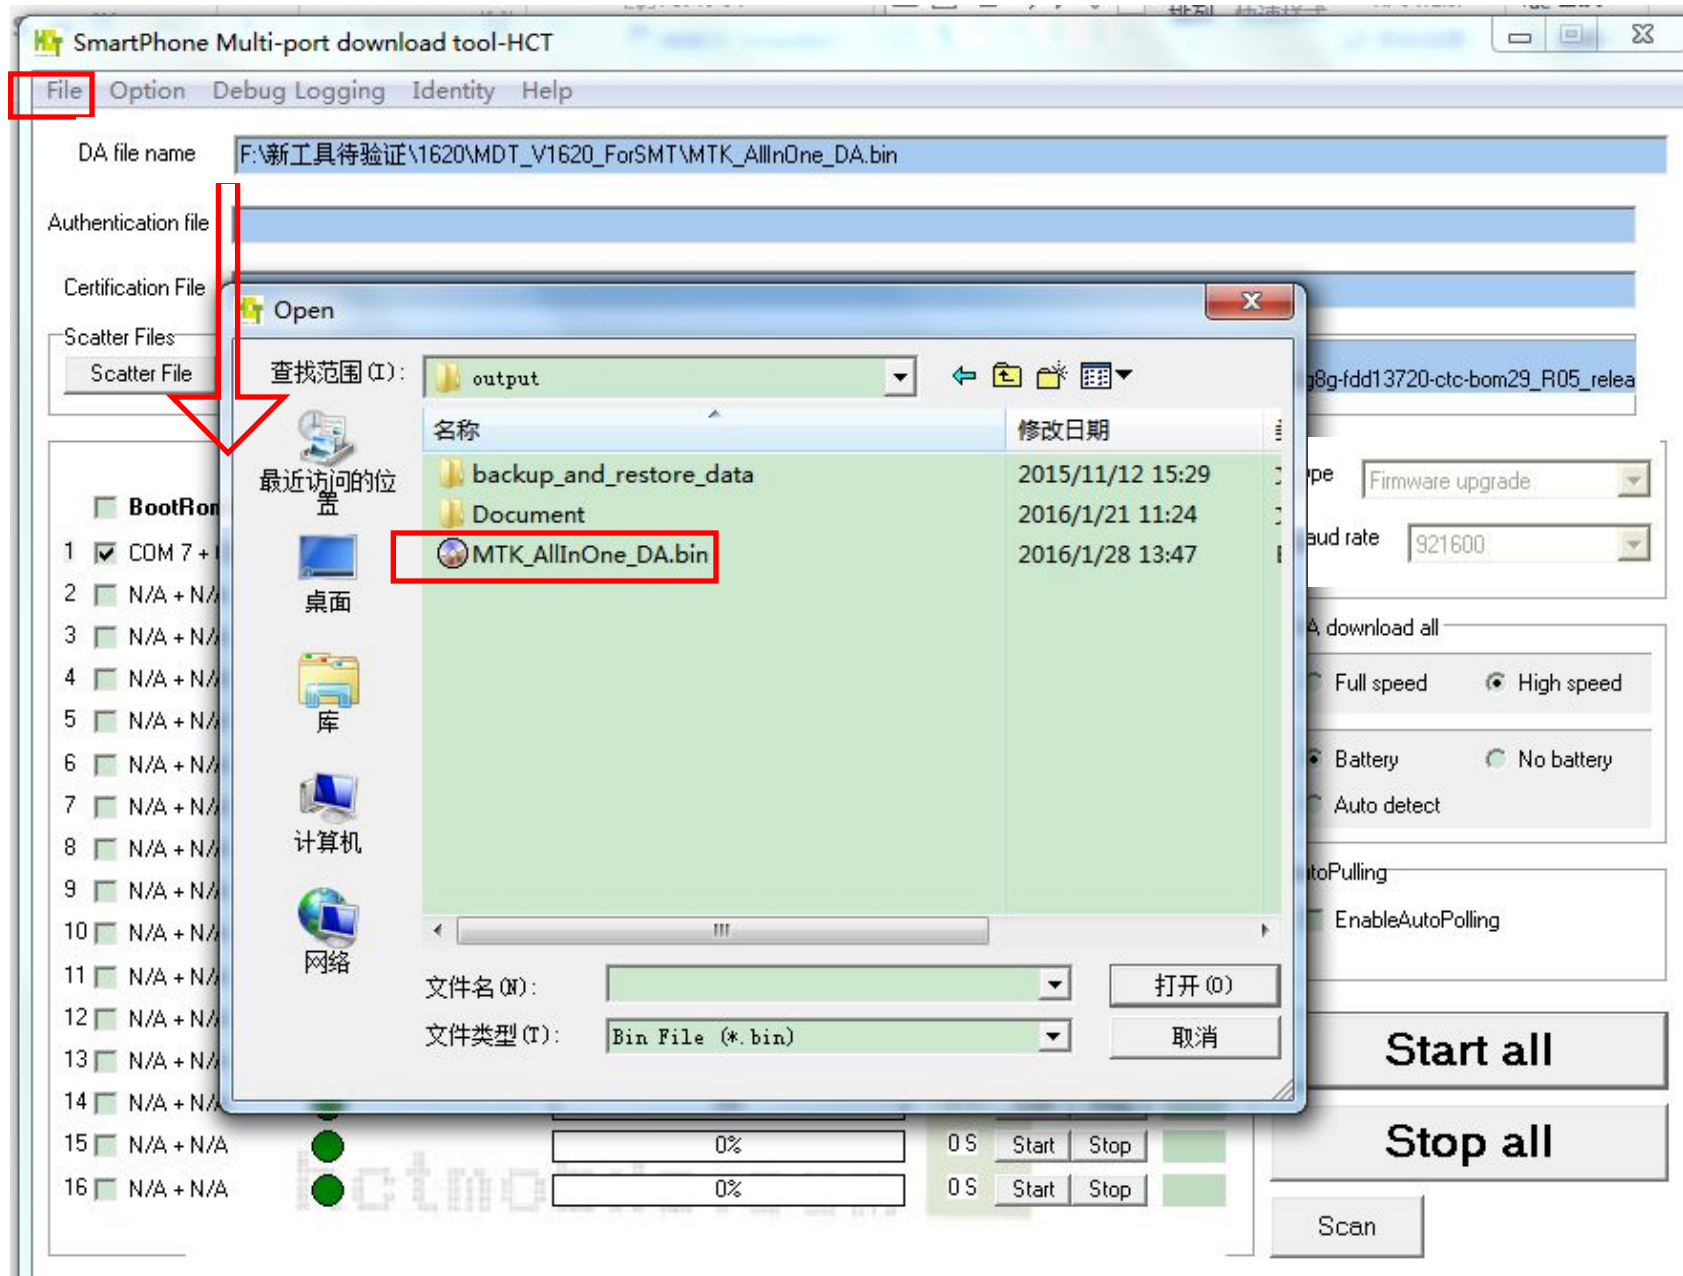 SmartPhone Multi-port download tool-HCT
File Option Debug Logging Identity Help
DA file name F:\新工具待验证\1620\MDT_V1620_ForSMT\MTK_AllInOne_DA.bin
Authentication file
Certification File
Open
Scatter Files
Scatter File
查找范围(I): output
g8g-fdd13720-ctc-bom29_R05_relea
名称 修改日期
最近访问的位置
backup_and_restore_data 2015/11/12 15:29
Document 2016/1/21 11:24
MTK_AllInOne_DA.bin 2016/1/28 13:47
桌面
库
计算机
网络
文件名(N): 打开(O)
文件类型(T): Bin File (*.bin) 取消
BootRom
1 COM 7 +
2 N/A + N/A
3 N/A + N/A
4 N/A + N/A
5 N/A + N/A
6 N/A + N/A
7 N/A + N/A
8 N/A + N/A
9 N/A + N/A
10 N/A + N/A
11 N/A + N/A
12 N/A + N/A
13 N/A + N/A
14 N/A + N/A
15 N/A + N/A 0% 0 S Start Stop
16 N/A + N/A 0% 0 S Start Stop
Firmware upgrade
aud rate 921600
A download all
Full speed High speed
Battery No battery
Auto detect
toPulling
EnableAutoPolling
Start all
Stop all
Scan